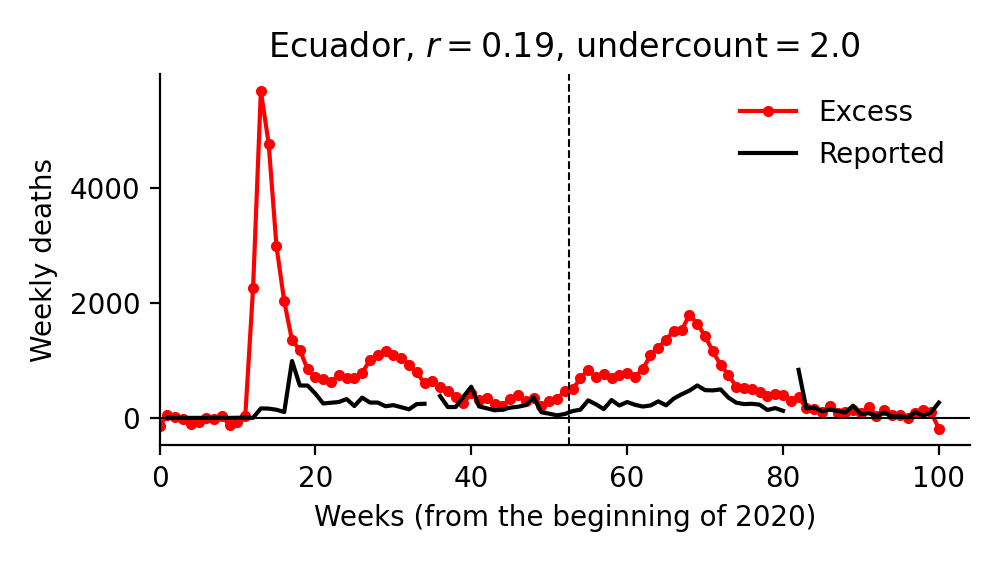 Ecuador, r = 0.19, undercount = 2.0
Excess
Reported
Weekly deaths
4000
2000
0
0 20 40 60 80 100
Weeks (from the beginning of 2020)